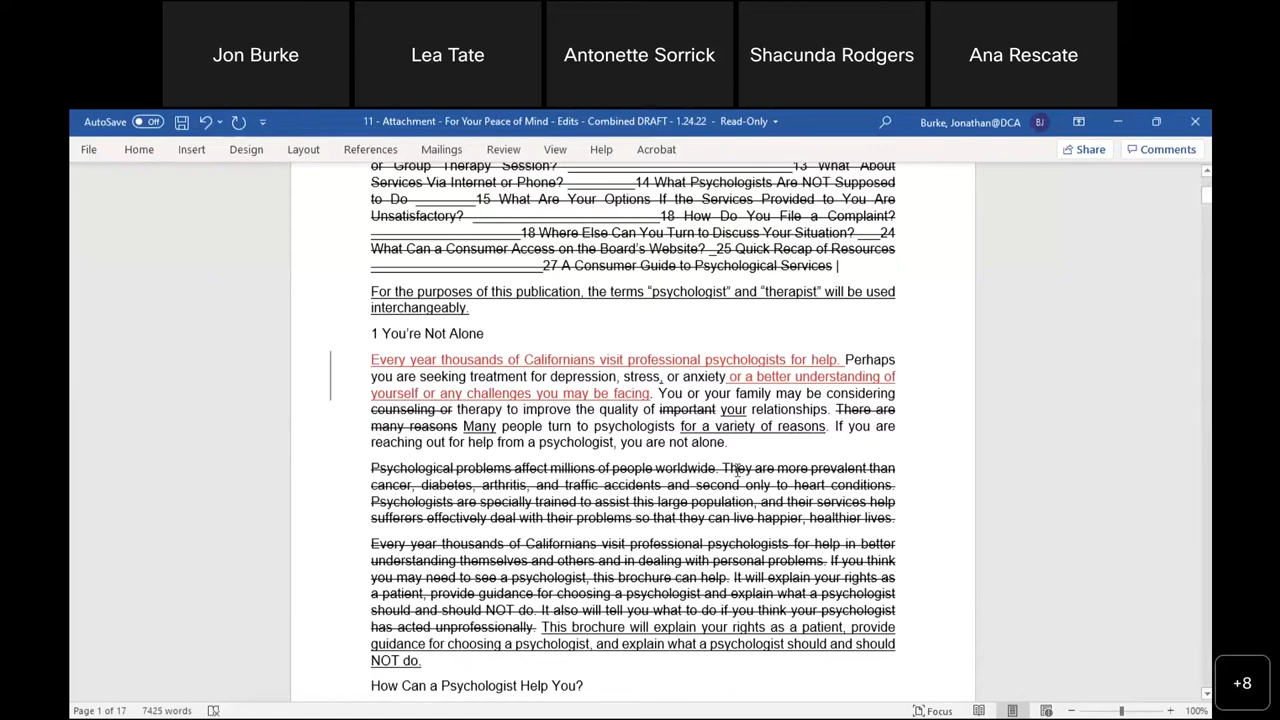 Jon Burke
Lea Tate
Antonette Sorrick
Shacunda Rodgers
Ana Rescate
AutoSave Off
11 - Attachment - For Your Peace of Mind - Edits - Combined DRAFT - 1.24.22 - Read-Only
Burke, Jonathan@DCA BJ
File Home Insert Design Layout References Mailings Review View Help Acrobat Share Comments
or Group Therapy Session? 13 What About
Services Via Internet or Phone? 14 What Psychologists Are NOT Supposed
to Do 15 What Are Your Options If the Services Provided to You Are
Unsatisfactory? 18 How Do You File a Complaint?
18 Where Else Can You Turn to Discuss Your Situation? 24
What Can a Consumer Access on the Board's Website? 25 Quick Recap of Resources
27 A Consumer Guide to Psychological Services |
For the purposes of this publication, the terms “psychologist” and “therapist” will be used
interchangeably.
1 You're Not Alone
Every year thousands of Californians visit professional psychologists for help. Perhaps
you are seeking treatment for depression, stress, or anxiety or a better understanding of
yourself or any challenges you may be facing. You or your family may be considering
counseling or therapy to improve the quality of important your relationships. There are
many reasons Many people turn to psychologists for a variety of reasons. If you are
reaching out for help from a psychologist, you are not alone.
Psychological problems affect millions of people worldwide. They are more prevalent than
cancer, diabetes, arthritis, and traffic accidents and second only to heart conditions.
Psychologists are specially trained to assist this large population, and their services help
sufferers effectively deal with their problems so that they can live happier, healthier lives.
Every year thousands of Californians visit professional psychologists for help in better
understanding themselves and others and in dealing with personal problems. If you think
you may need to see a psychologist, this brochure can help. It will explain your rights as
a patient, provide guidance for choosing a psychologist and explain what a psychologist
should and should NOT do. It also will tell you what to do if you think your psychologist
has acted unprofessionally. This brochure will explain your rights as a patient, provide
guidance for choosing a psychologist, and explain what a psychologist should and should
NOT do.
How Can a Psychologist Help You?
+8
Page 1 of 17 7425 words Focus 100%